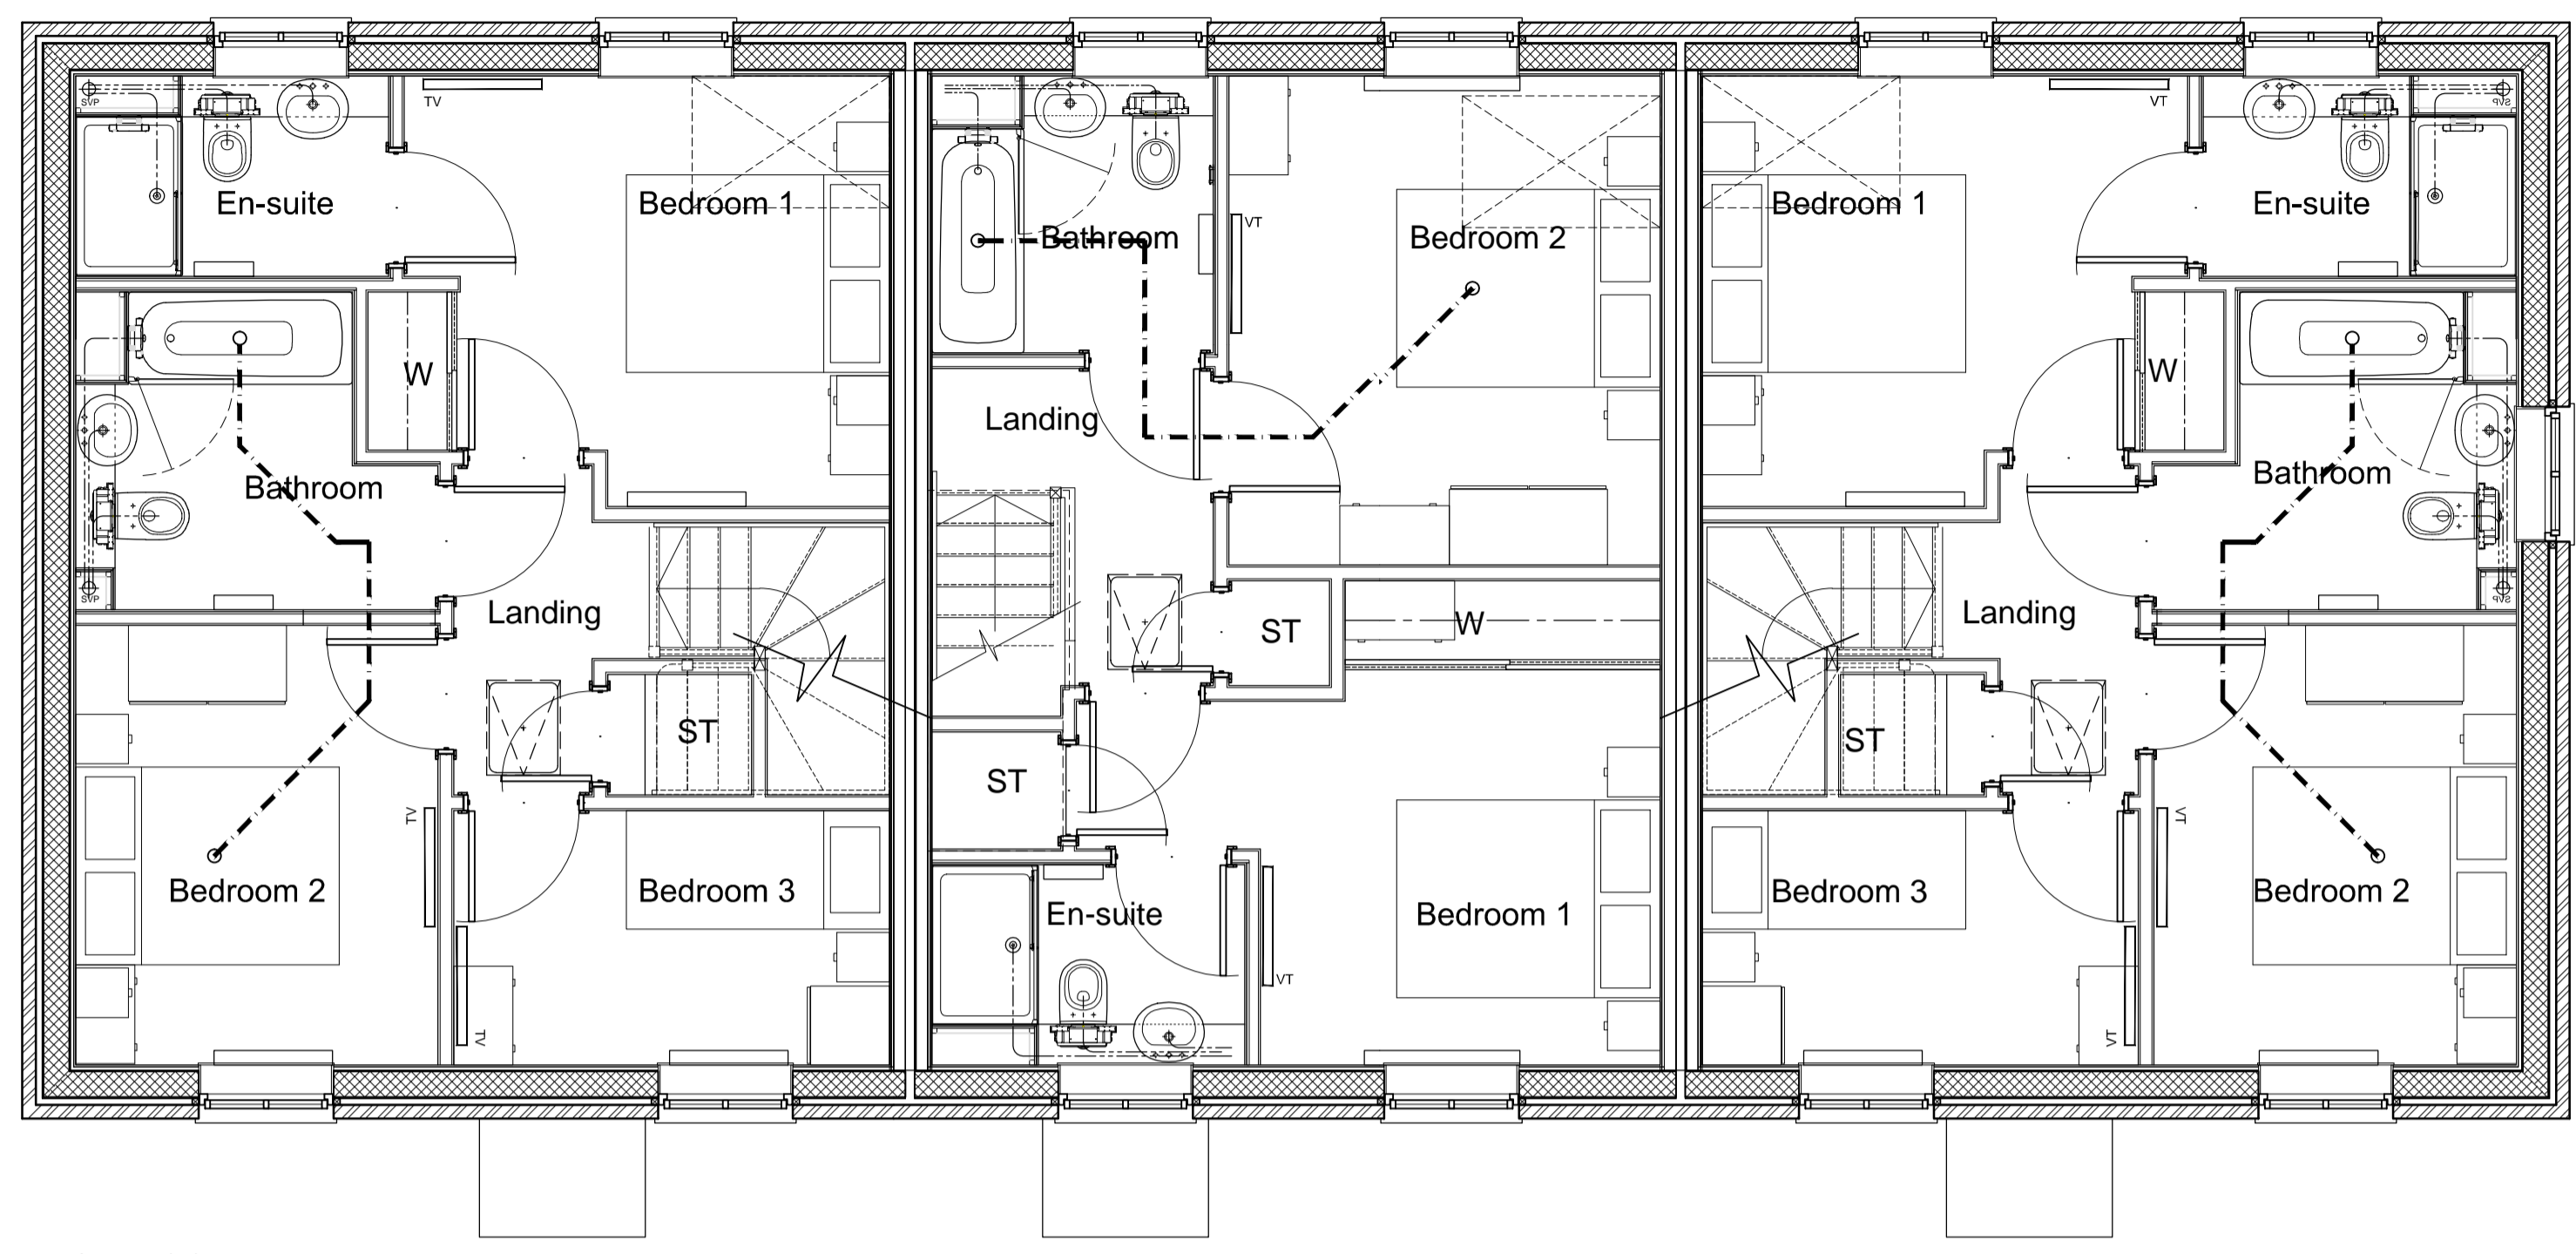 SVP
TV
En-suite
Bedroom 1
W
Bathroom
SVP
Landing
ST
TV
Bedroom 2
Bedroom 3
TV
Bathroom
VT
Bedroom 2
Landing
ST
W
ST
En-suite
Bedroom 1
VT
VT
SVP
Bedroom 1
En-suite
W
Bathroom
SVP
Landing
ST
VT
Bedroom 3
Bedroom 2
VT